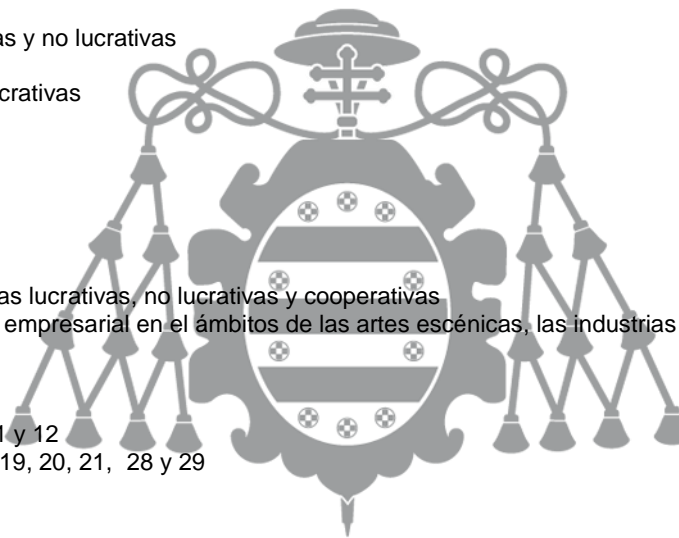 as y no lucrativas
crativas
as lucrativas, no lucrativas y cooperativas
empresarial en el ámbitos de las artes escénicas, las industrias
1 y 12
19, 20, 21, 28 y 29